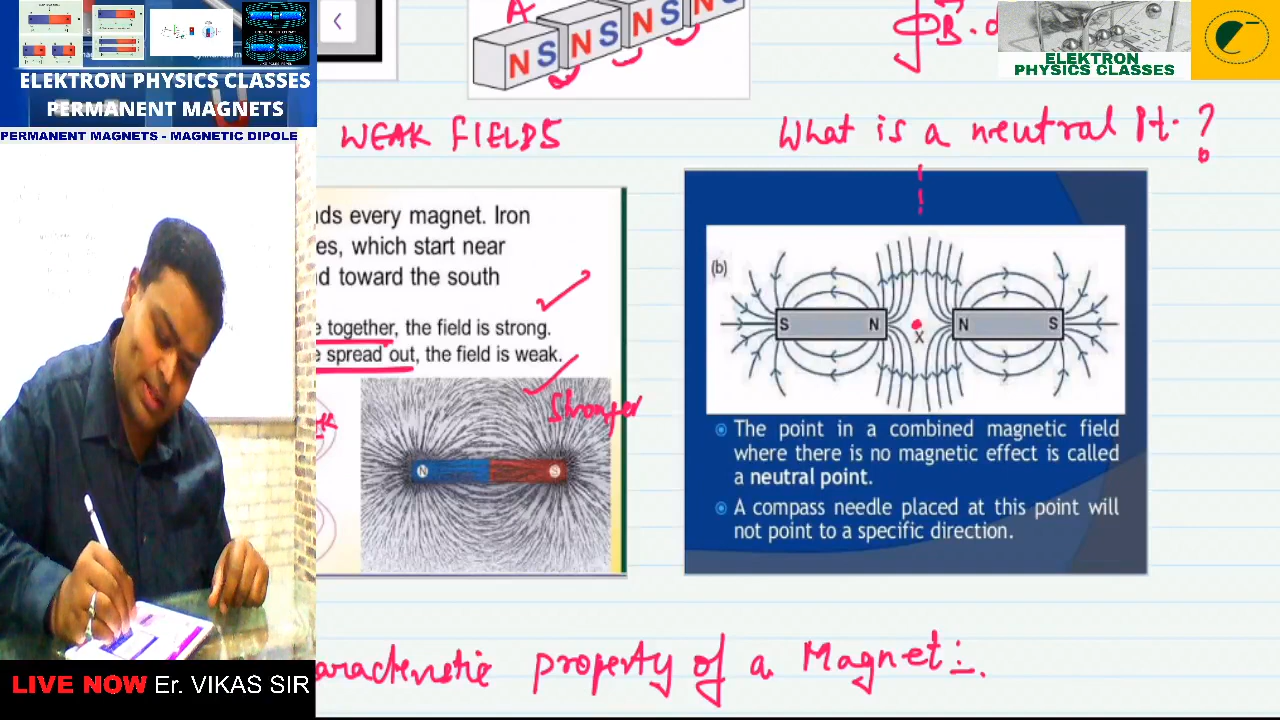 ELEKTRON PHYSICS CLASSES
PERMANENT MAGNETS
PERMANENT MAGNETS - MAGNETIC DIPOLE
A
N S N S N S N S
B
ELEKTRON
PHYSICS CLASSES
WEAK FIELDS
What is a neutral Pt. ?
nds every magnet. Iron
es, which start near
d toward the south
e together, the field is strong.
e spread out, the field is weak.
Stronger
N S
(b)
S N N S
x
The point in a combined magnetic field
where there is no magnetic effect is called
a neutral point.
A compass needle placed at this point will
not point to a specific direction.
aracteristic property of a Magnet :-.
LIVE NOW Er. VIKAS SIR